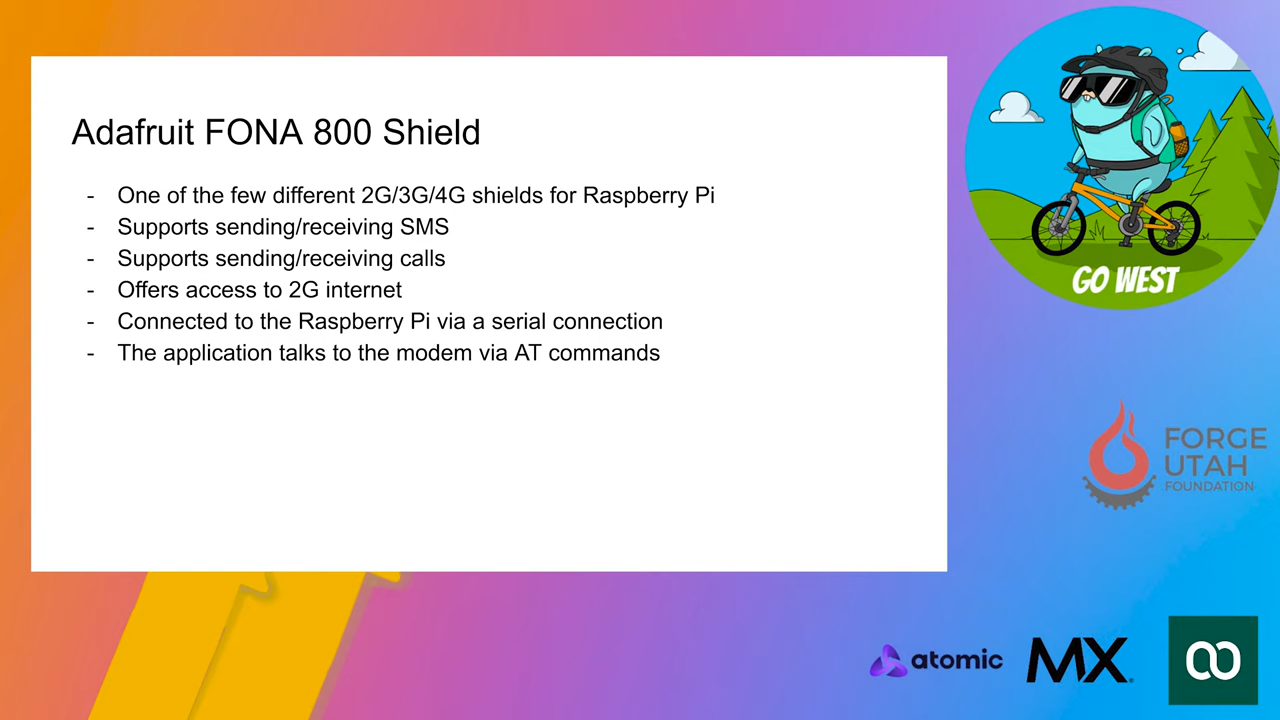 Adafruit FONA 800 Shield
- One of the few different 2G/3G/4G shields for Raspberry Pi
- Supports sending/receiving SMS
- Supports sending/receiving calls
- Offers access to 2G internet
- Connected to the Raspberry Pi via a serial connection
- The application talks to the modem via AT commands
GO WEST
FORGE
UTAH
FOUNDATION
atomic
MX